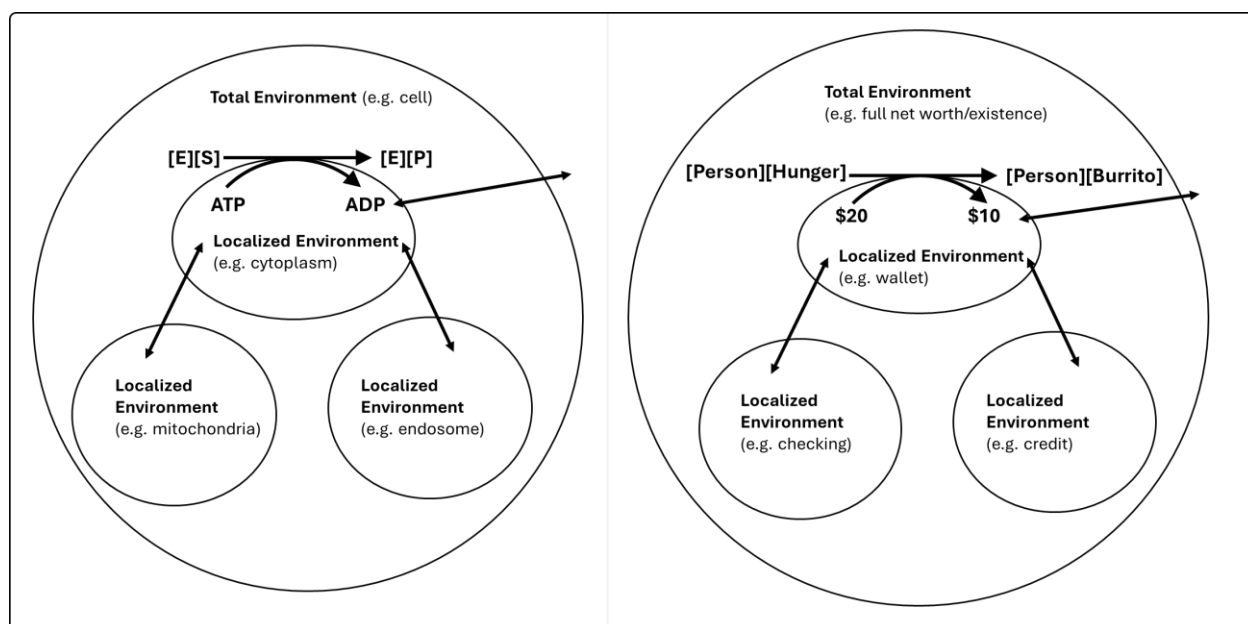 Total Environment (e.g. cell)
[E][S] [E][P]
ATP ADP
Localized Environment
(e.g. cytoplasm)
Localized
Environment
(e.g. mitochondria)
Localized
Environment
(e.g. endosome)
Total Environment
(e.g. full net worth/existence)
[Person][Hunger] [Person][Burrito]
$20 $10
Localized Environment
(e.g. wallet)
Localized
Environment
(e.g. checking)
Localized
Environment
(e.g. credit)